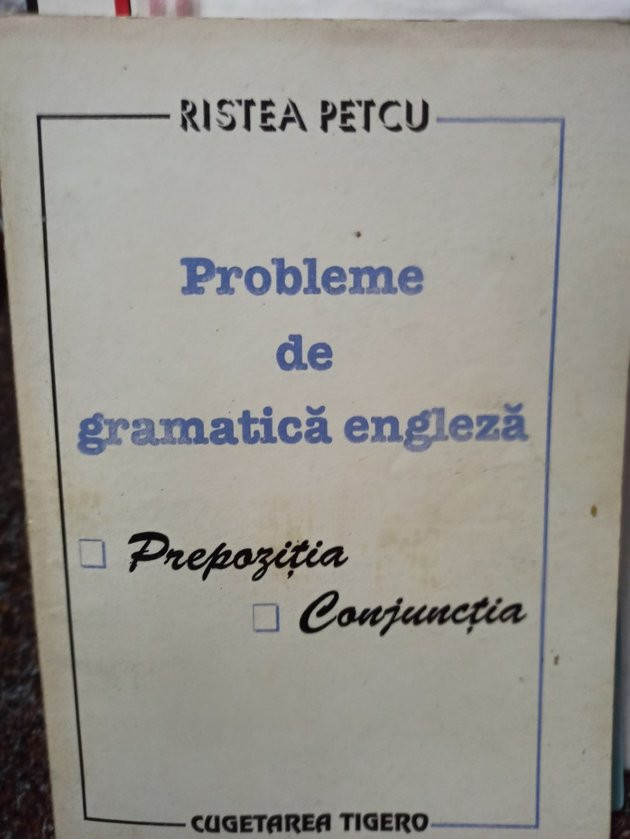 RISTEA PETCU
Probleme
de
gramatică engleză
Prepoziția
Conjuncția
CUGETAREA TIGERO